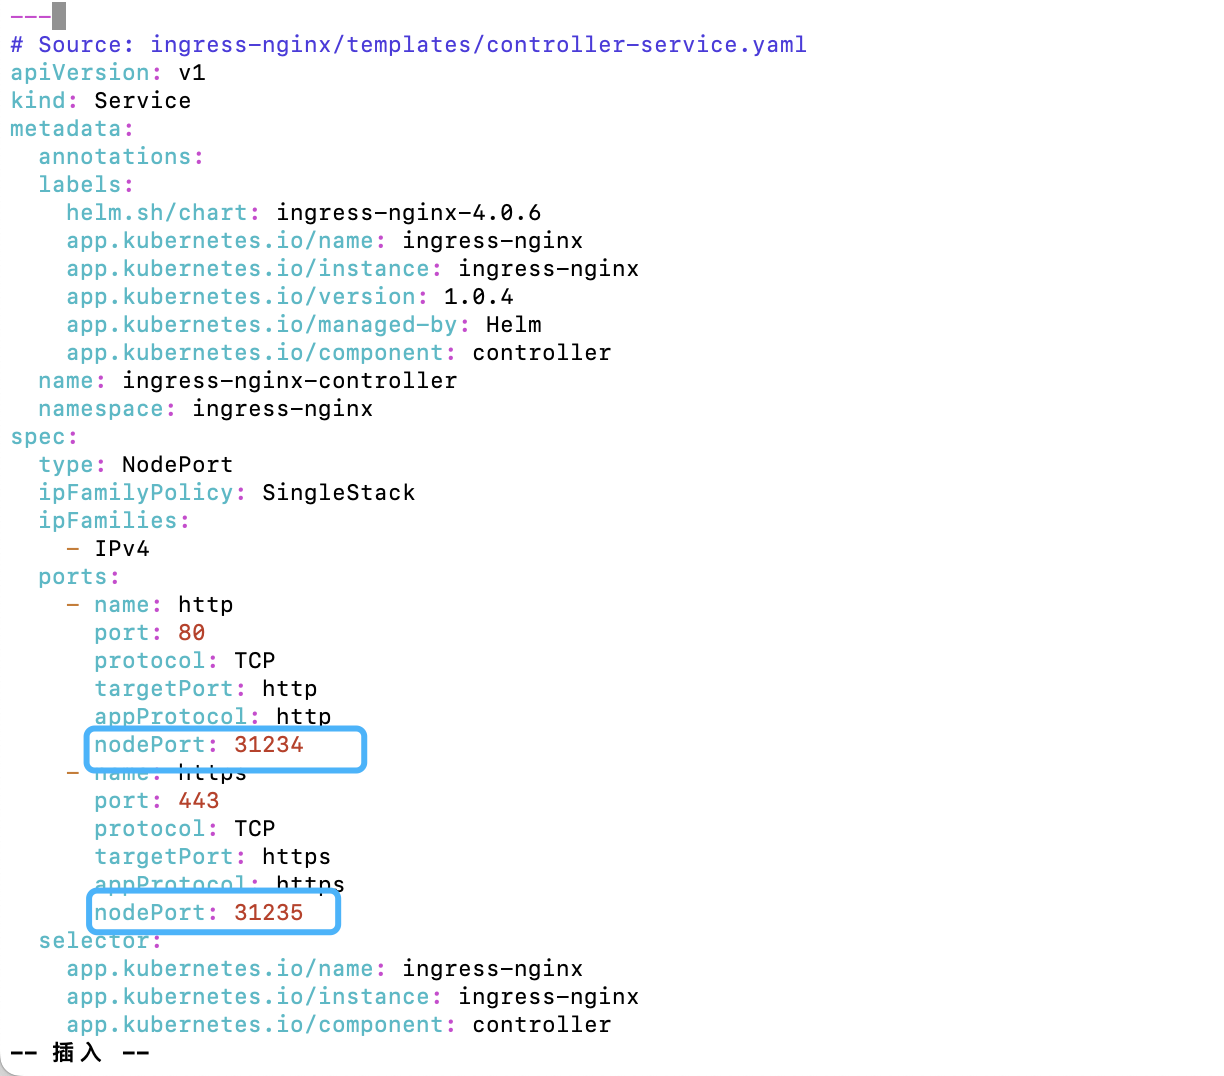 ---
# Source: ingress-nginx/templates/controller-service.yaml
apiVersion: v1
kind: Service
metadata:
  annotations:
  labels:
    helm.sh/chart: ingress-nginx-4.0.6
    app.kubernetes.io/name: ingress-nginx
    app.kubernetes.io/instance: ingress-nginx
    app.kubernetes.io/version: 1.0.4
    app.kubernetes.io/managed-by: Helm
    app.kubernetes.io/component: controller
  name: ingress-nginx-controller
  namespace: ingress-nginx
spec:
  type: NodePort
  ipFamilyPolicy: SingleStack
  ipFamilies:
    - IPv4
  ports:
    - name: http
      port: 80
      protocol: TCP
      targetPort: http
      appProtocol: http
      nodePort: 31234
    - name: https
      port: 443
      protocol: TCP
      targetPort: https
      appProtocol: https
      nodePort: 31235
  selector:
    app.kubernetes.io/name: ingress-nginx
    app.kubernetes.io/instance: ingress-nginx
    app.kubernetes.io/component: controller
-- 插入 --